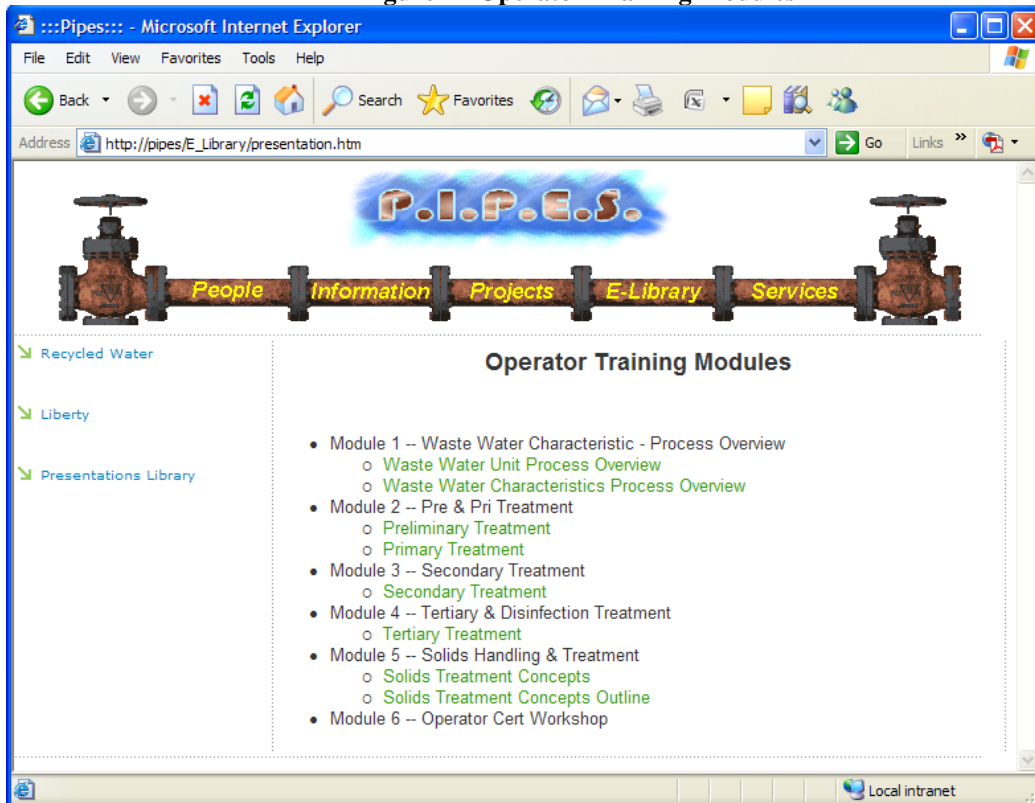 :::Pipes::: - Microsoft Internet Explorer
File Edit View Favorites Tools Help
Back Search Favorites
Address http://pipes/E_Library/presentation.htm Go Links »
P.I.P.E.S.
People Information Projects E-Library Services
Recycled Water
Liberty
Presentations Library
Operator Training Modules
• Module 1 -- Waste Water Characteristic - Process Overview
o Waste Water Unit Process Overview
o Waste Water Characteristics Process Overview
• Module 2 -- Pre & Pri Treatment
o Preliminary Treatment
o Primary Treatment
• Module 3 -- Secondary Treatment
o Secondary Treatment
• Module 4 -- Tertiary & Disinfection Treatment
o Tertiary Treatment
• Module 5 -- Solids Handling & Treatment
o Solids Treatment Concepts
o Solids Treatment Concepts Outline
• Module 6 -- Operator Cert Workshop
Local intranet